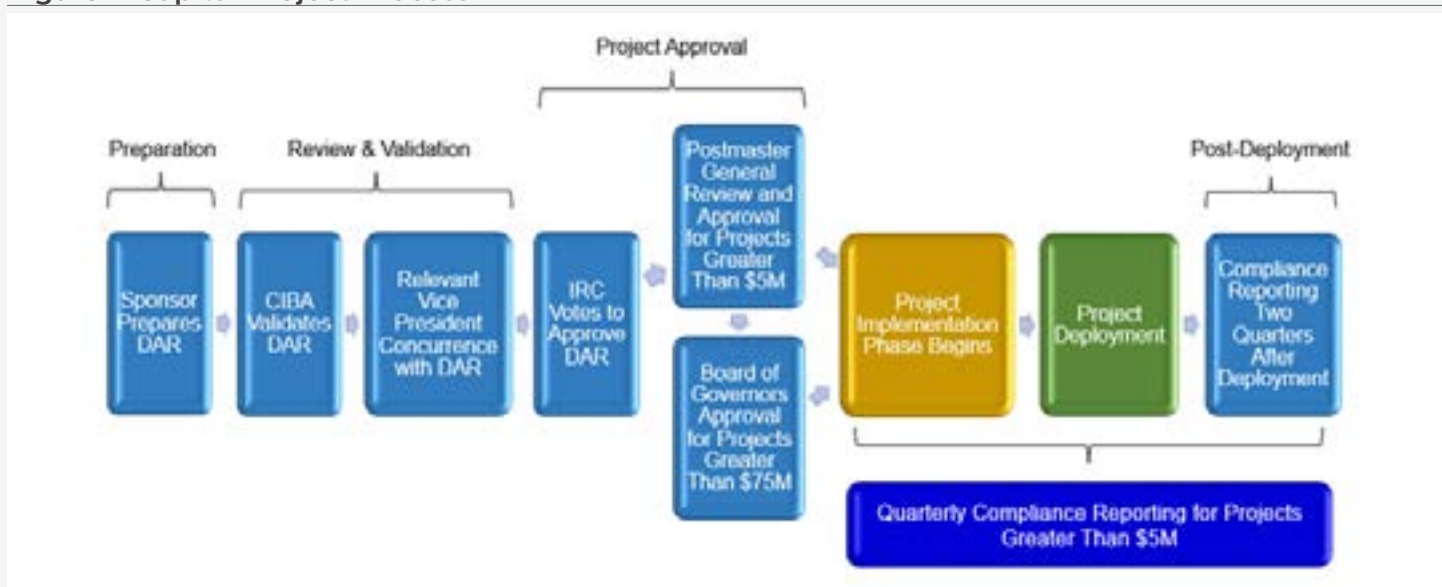 Project Approval
Preparation
Review & Validation
Post-Deployment
Sponsor
Prepares
DAR
CIBA
Validates
DAR
Relevant
Vice
President
Concurrence
with DAR
IRC
Votes to
Approve
DAR
Postmaster
General
Review and
Approval
for Projects
Greater
Than $5M
Board of
Governors
Approval
for Projects
Greater
Than $75M
Project
Implementation
Phase Begins
Project
Deployment
Compliance
Reporting
Two
Quarters
After
Deployment
Quarterly Compliance Reporting for Projects
Greater Than $5M